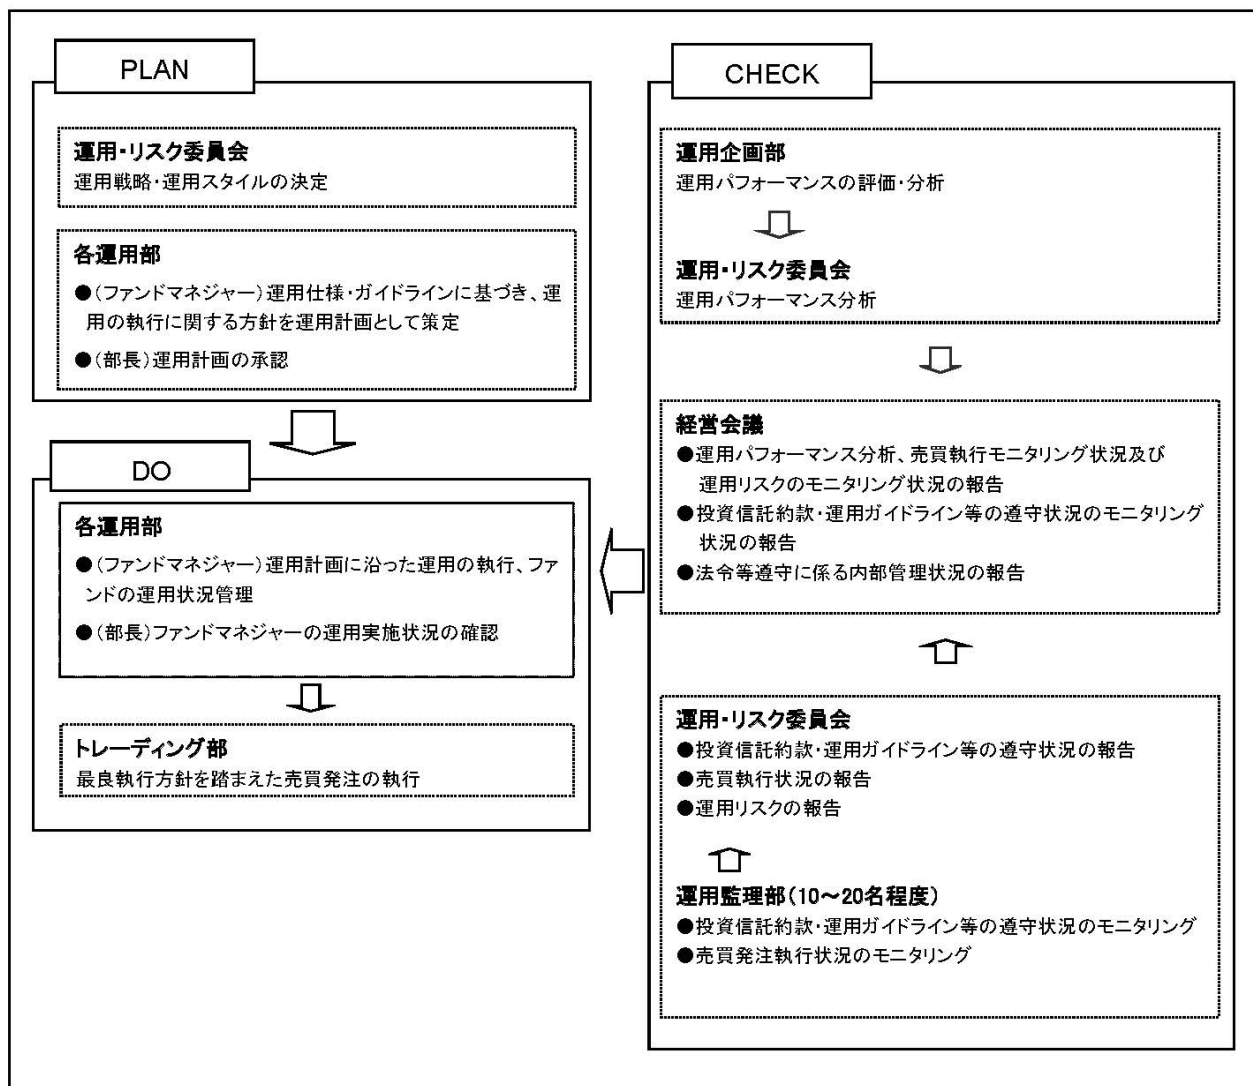 PLAN
運用・リスク委員会
運用戦略・運用スタイルの決定
各運用部
●(ファンドマネジャー)運用仕様・ガイドラインに基づき、運
用の執行に関する方針を運用計画として策定
●(部長)運用計画の承認
DO
各運用部
●(ファンドマネジャー)運用計画に沿った運用の執行、ファ
ンドの運用状況管理
●(部長)ファンドマネジャーの運用実施状況の確認
トレーディング部
最良執行方針を踏まえた売買発注の執行
CHECK
運用企画部
運用パフォーマンスの評価・分析
運用・リスク委員会
運用パフォーマンス分析
経営会議
●運用パフォーマンス分析、売買執行モニタリング状況及び
運用リスクのモニタリング状況の報告
●投資信託約款・運用ガイドライン等の遵守状況のモニタリング
状況の報告
●法令等遵守に係る内部管理状況の報告
運用・リスク委員会
●投資信託約款・運用ガイドライン等の遵守状況の報告
●売買執行状況の報告
●運用リスクの報告
運用監理部(10～20名程度)
●投資信託約款・運用ガイドライン等の遵守状況のモニタリング
●売買発注執行状況のモニタリング